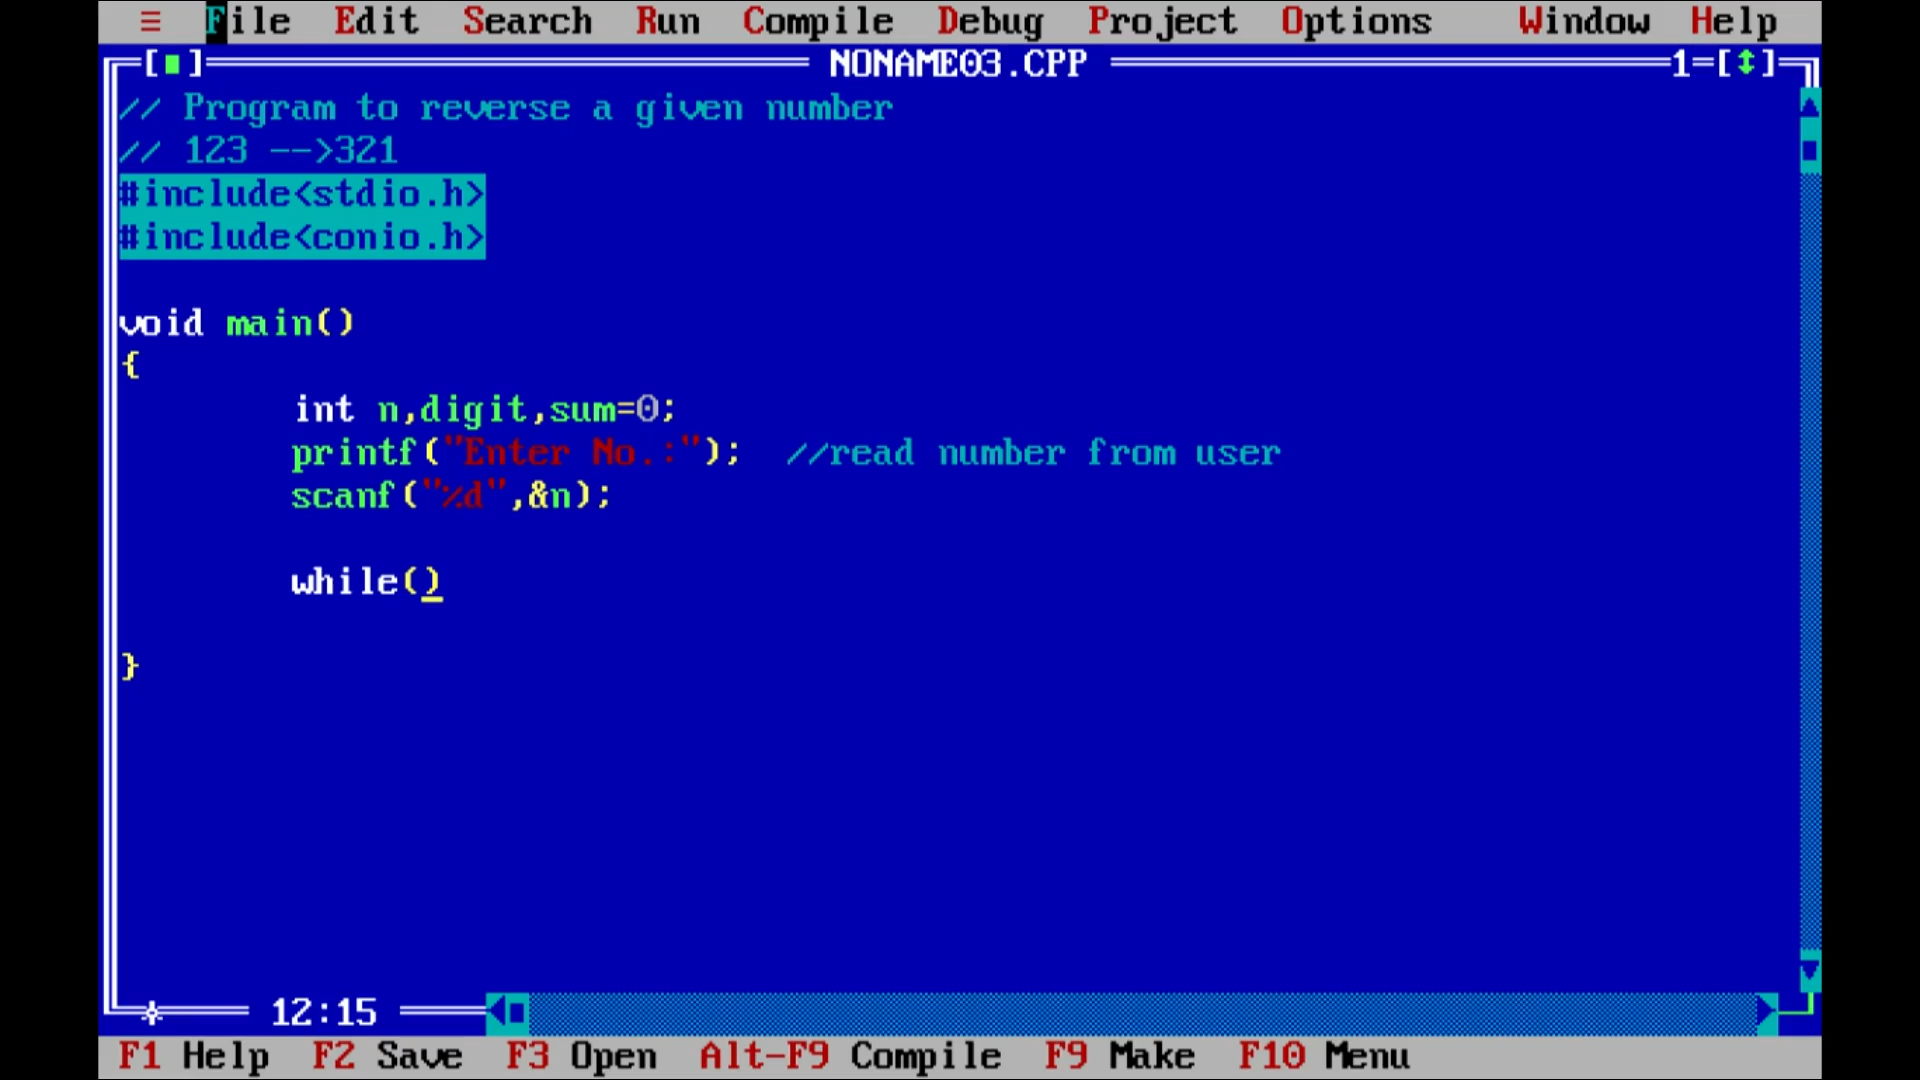 ≡ File Edit Search Run Compile Debug Project Options Window Help
[■] NONAME03.CPP 1=[↕]
// Program to reverse a given number
// 123 -->321
#include<stdio.h>
#include<conio.h>
void main()
{
int n,digit,sum=0;
printf("Enter No.:"); //read number from user
scanf("%d",&n);
while()
}
12:15
F1 Help F2 Save F3 Open Alt-F9 Compile F9 Make F10 Menu